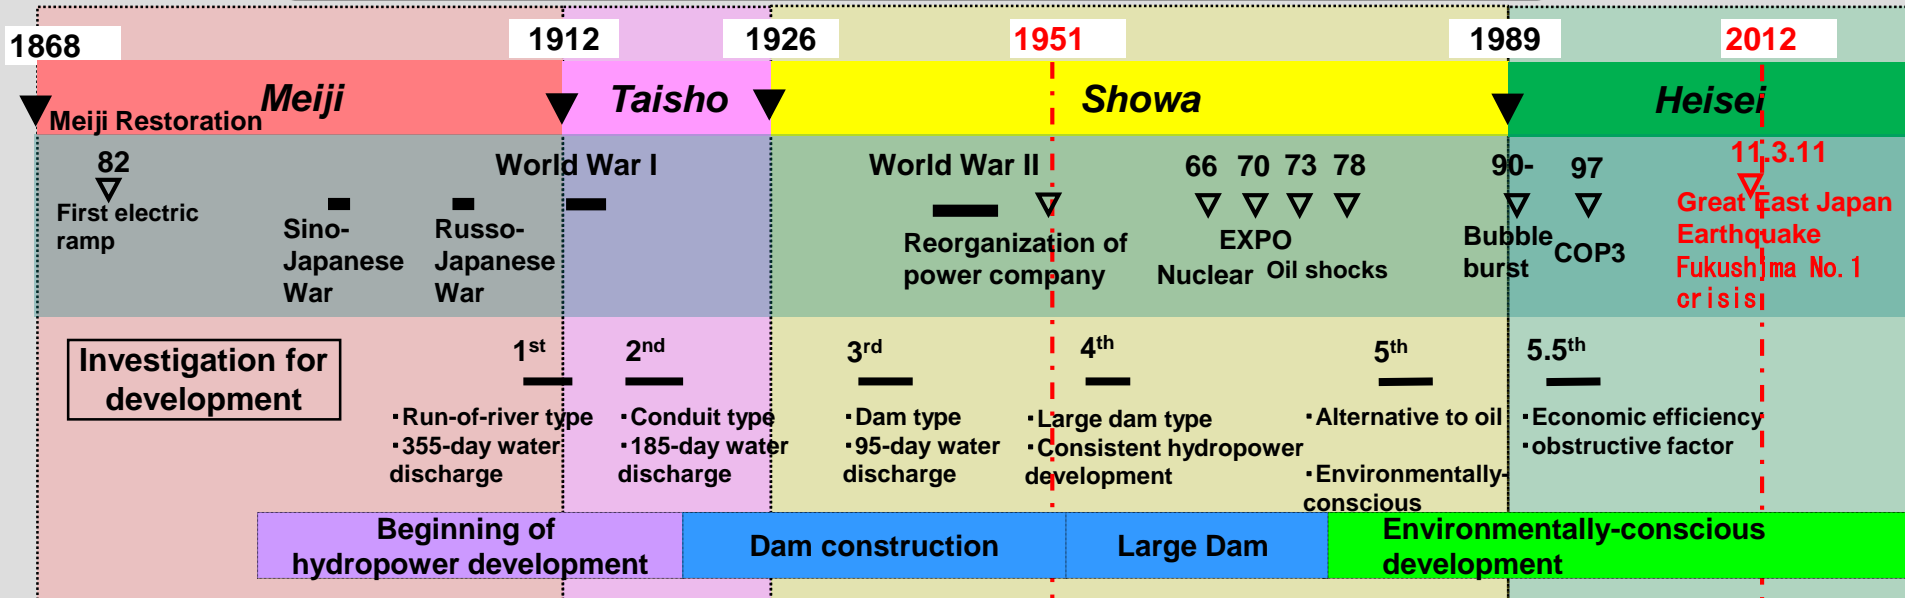 1868
1912
1926
1951
1989
2012
Meiji
Taisho
Showa
Heisei
Meiji Restoration
82
First electric
ramp
Sino-
Japanese
War
Russo-
Japanese
War
World War I
World War II
Reorganization of
power company
66 70 73 78
EXPO
Nuclear
Oil shocks
90-
Bubble
burst
97
COP3
11.3.11
Great East Japan
Earthquake
Fukushima No.1
crisis
Investigation for
development
1st
・Run-of-river type
・355-day water
discharge
2nd
・Conduit type
・185-day water
discharge
3rd
・Dam type
・95-day water
discharge
4th
・Large dam type
・Consistent hydropower
development
5th
・Alternative to oil
・Environmentally-
conscious
5.5th
・Economic efficiency
・obstructive factor
Beginning of
hydropower development
Dam construction
Large Dam
Environmentally-conscious
development